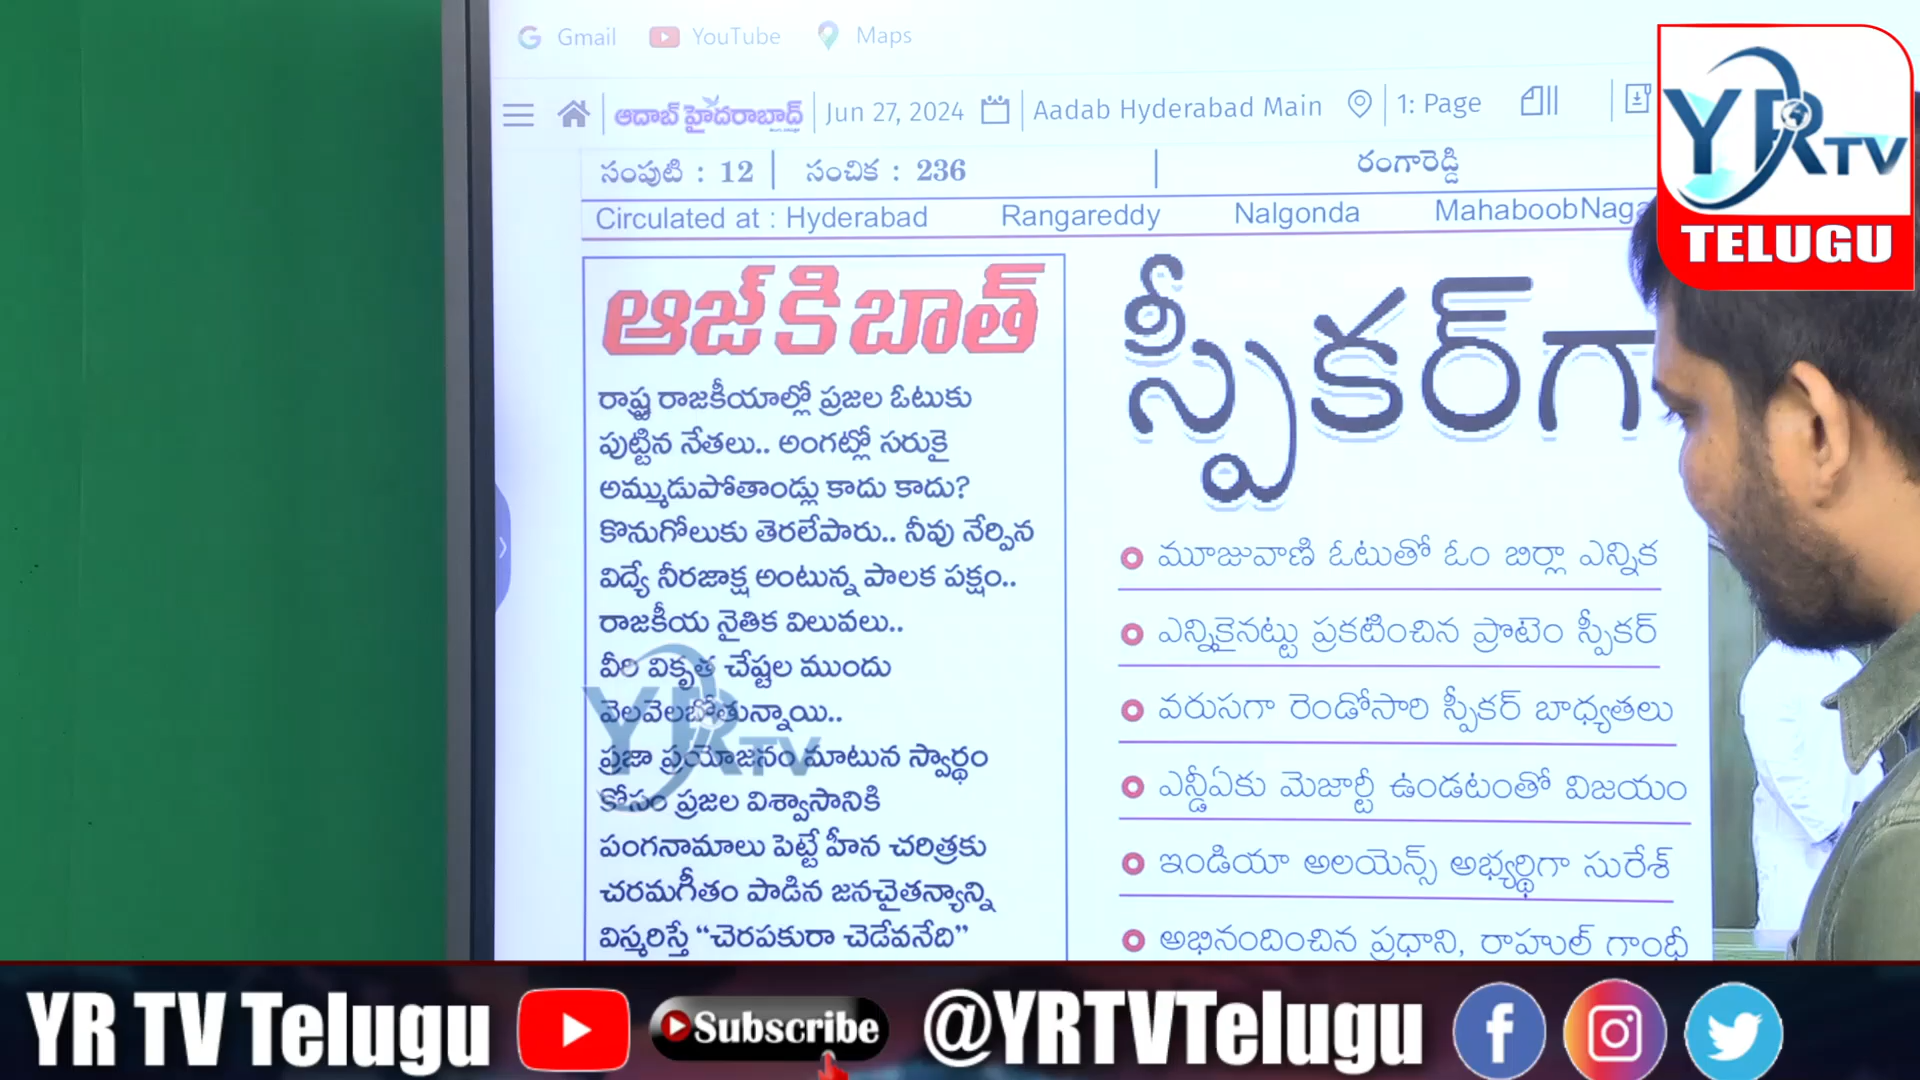 Gmail YouTube Maps
ఆదాబ్ హైదరాబాద్ Jun 27, 2024 Aadab Hyderabad Main 1: Page
సంపుటి : 12 సంచిక : 236 రంగారెడ్డి
Circulated at : Hyderabad Rangareddy Nalgonda MahaboobNaga
ఆజ్ కి బాత్
రాష్ట్ర రాజకీయాల్లో ప్రజల ఓటుకు
పుట్టిన నేతలు.. అంగట్లో సరుకై
అమ్ముడుపోతాండ్లు కాదు కాదు?
కొనుగోలుకు తెరలేపారు.. నీవు నేర్పిన
విద్యే నీరజాక్ష అంటున్న పాలక పక్షం..
రాజకీయ నైతిక విలువలు..
వీరి వికృత చేష్టల ముందు
వెలవెలబోతున్నాయి..
ప్రజా ప్రయోజనం మాటున స్వార్థం
కోసం ప్రజల విశ్వాసానికి
పంగనామాలు పెట్టే హీన చరిత్రకు
చరమగీతం పాడిన జనచైతన్యాన్ని
విస్మరిస్తే “చెరపకురా చెడేవనేది”
స్పీకర్‌గా
మూజువాణి ఓటుతో ఓం బిర్లా ఎన్నిక
ఎన్నికైనట్టు ప్రకటించిన ప్రొటెం స్పీకర్
వరుసగా రెండోసారి స్పీకర్ బాధ్యతలు
ఎన్డీఏకు మెజార్టీ ఉండటంతో విజయం
ఇండియా అలయెన్స్ అభ్యర్థిగా సురేశ్
అభినందించిన ప్రధాని, రాహుల్ గాంధీ
YR TV
TELUGU
YR TV
YR TV Telugu Subscribe @YRTVTelugu